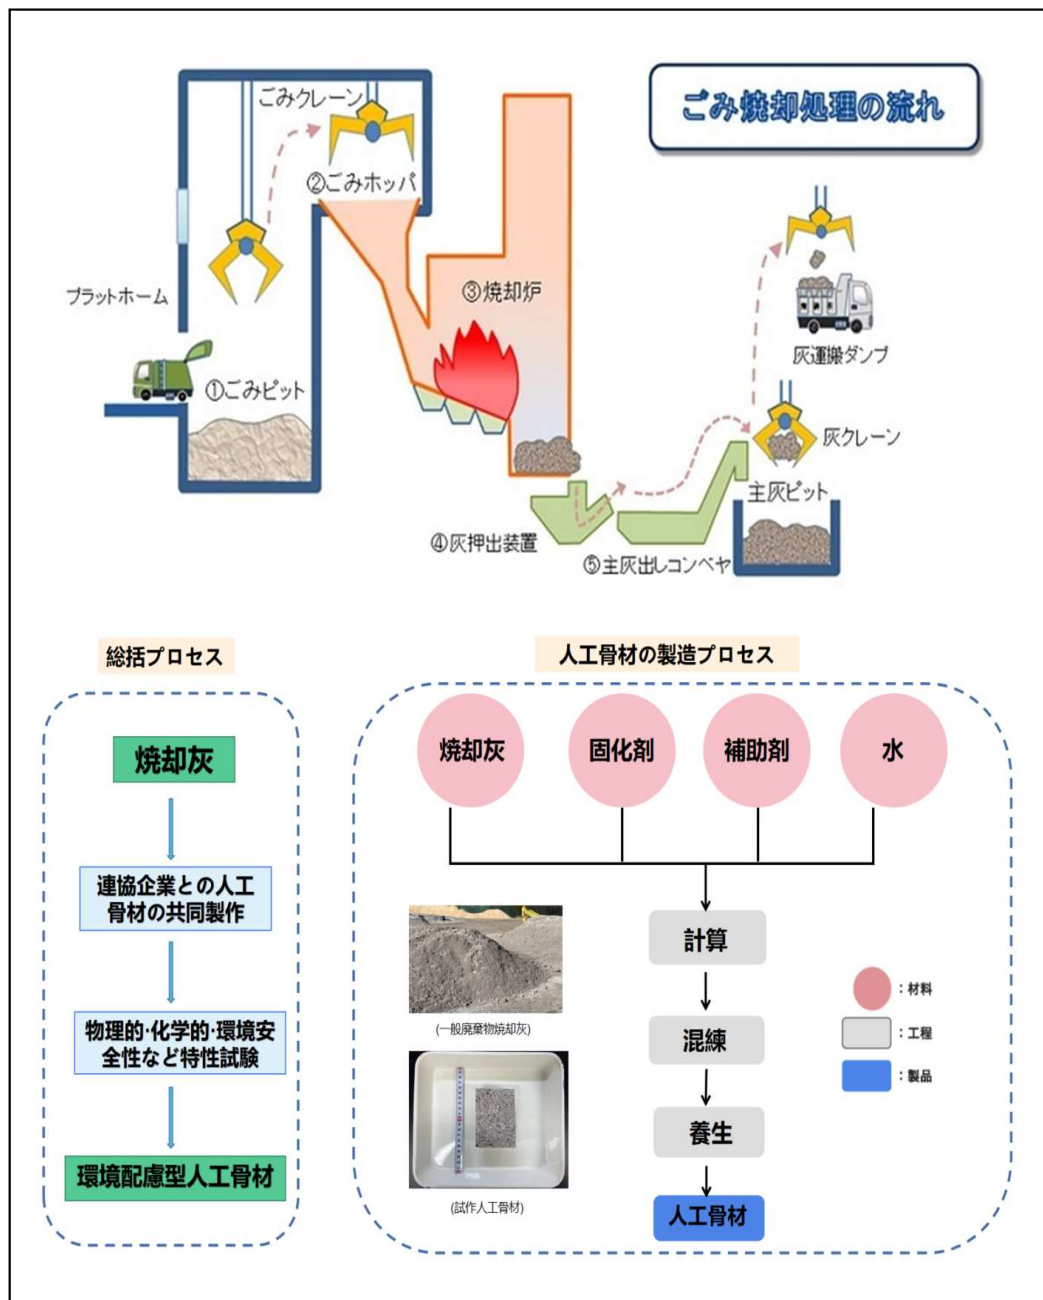 ごみ焼却処理の流れ
ごみクレーン
②ごみホッパ
プラットホーム
①ごみピット
③焼却炉
灰運搬ダンプ
灰クレーン
主灰ピット
④灰押出装置
⑤主灰出しコンベヤ
総括プロセス
焼却灰
連協企業との人工
骨材の共同製作
物理的·化学的·環境安
全性など特性試験
環境配慮型人工骨材
人工骨材の製造プロセス
焼却灰
固化剤
補助剤
水
計算
混練
養生
人工骨材
(一般廃棄物焼却灰)
(試作人工骨材)
：材料
：工程
：製品